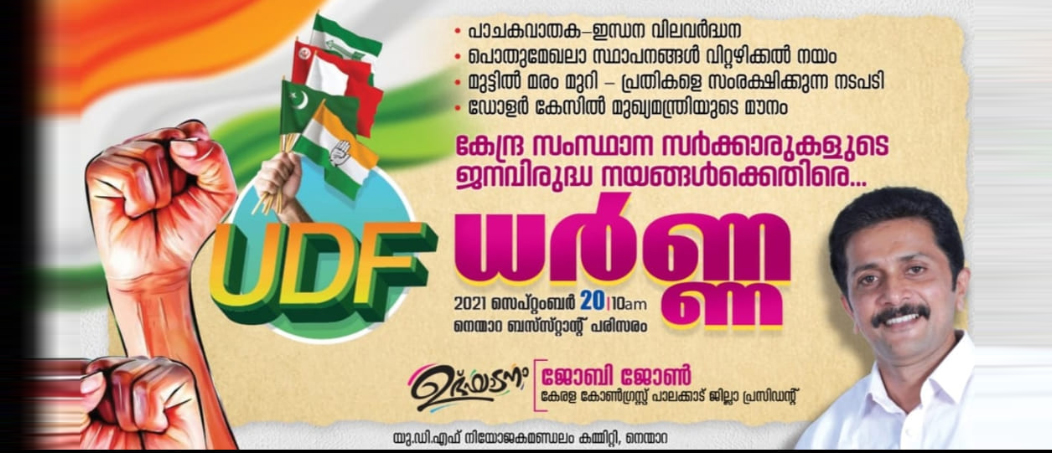 • പാചകവാതക-ഇന്ധന വിലവർദ്ധന
• പൊതുമേഖലാ സ്ഥാപനങ്ങൾ വിറ്റഴിക്കൽ നയം
• മുട്ടിൽ മരം മുറി - പ്രതികളെ സംരക്ഷിക്കുന്ന നടപടി
• ഡോളർ കേസിൽ മുഖ്യമന്ത്രിയുടെ മൗനം
കേന്ദ്ര സംസ്ഥാന സർക്കാരുകളുടെ
ജനവിരുദ്ധ നയങ്ങൾക്കെതിരെ...
UDF
ധർണ്ണ
2021 സെപ്റ്റംബർ 20|10am
നെന്മാറ ബസ്സ്റ്റാന്റ് പരിസരം
ഉദ്ഘാടനം
ജോബി ജോൺ
കേരള കോൺഗ്രസ്സ് പാലക്കാട് ജില്ലാ പ്രസിഡന്റ്
യു.ഡി.എഫ് നിയോജകമണ്ഡലം കമ്മിറ്റി, നെന്മാറ